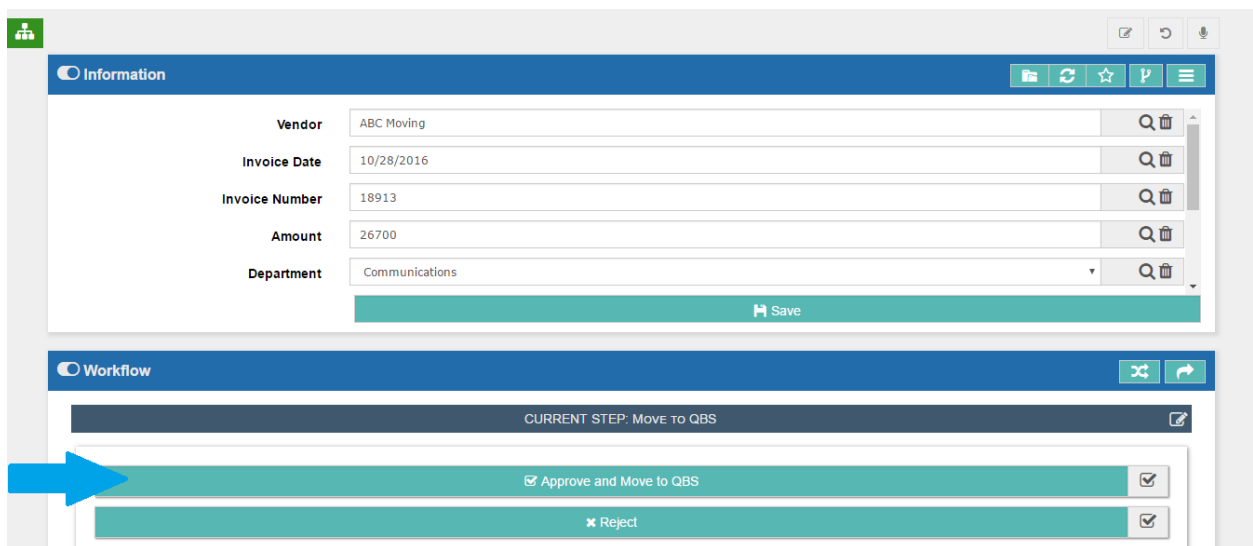 Information
Vendor ABC Moving
Invoice Date 10/28/2016
Invoice Number 18913
Amount 26700
Department Communications
Save
Workflow
CURRENT STEP: MOVE TO QBS
Approve and Move to QBS
Reject